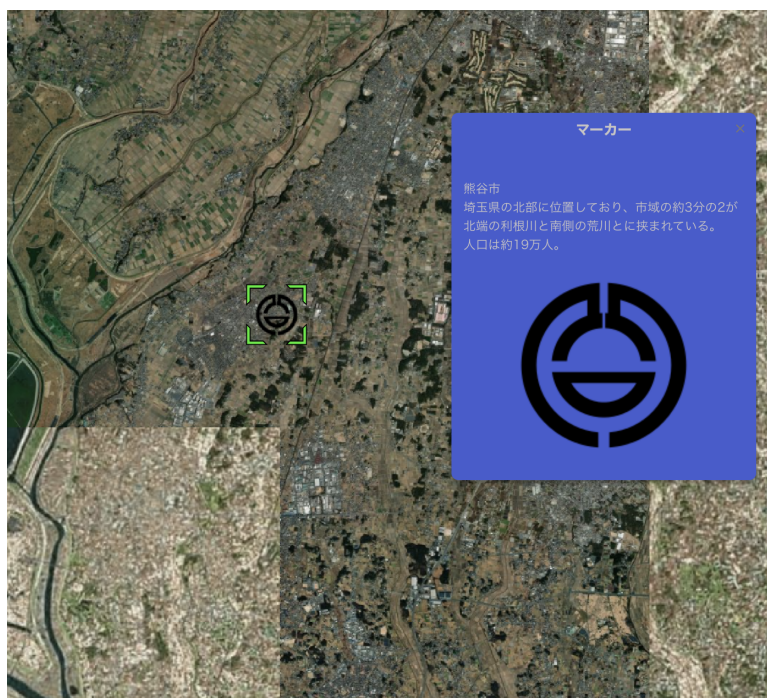 マーカー
熊谷市
埼玉県の北部に位置しており、市域の約3分の2が
北端の利根川と南側の荒川とに挟まれている。
人口は約19万人。